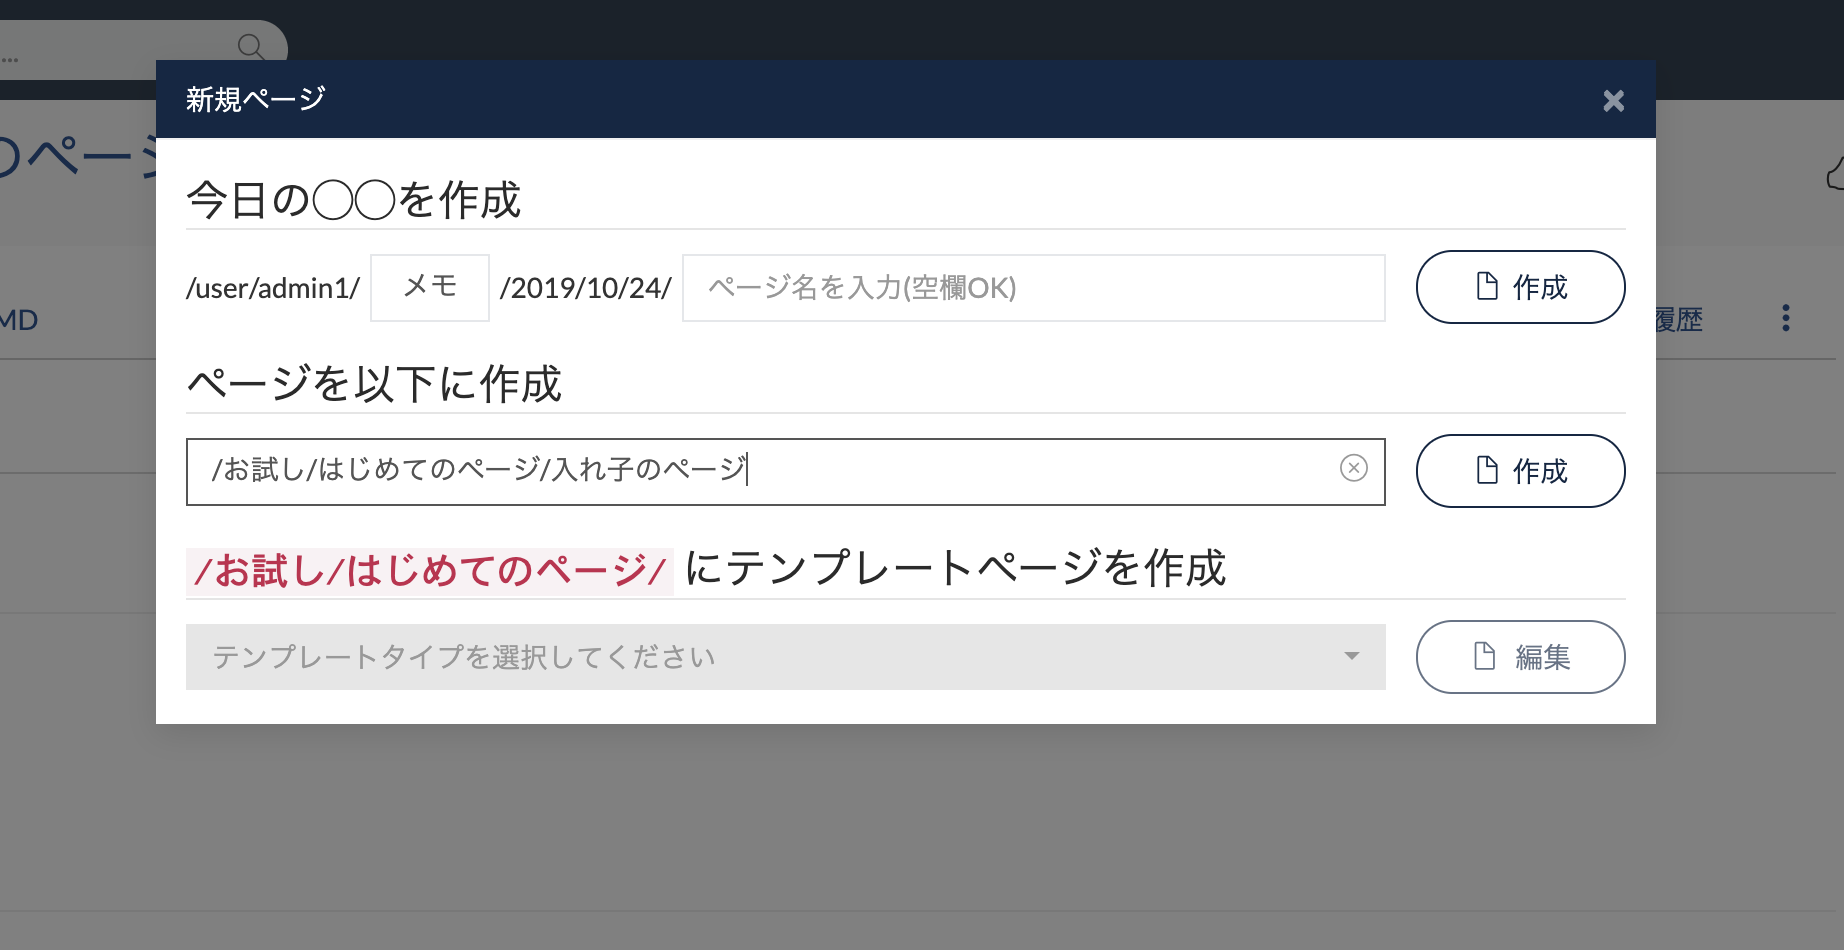 ...
新規ページ
のページ
今日の◯◯を作成
/user/admin1/ メモ /2019/10/24/ ページ名を入力(空欄OK) 作成
MD
履歴
ページを以下に作成
/お試し/はじめてのページ/入れ子のページ 作成
/お試し/はじめてのページ/ にテンプレートページを作成
テンプレートタイプを選択してください 編集